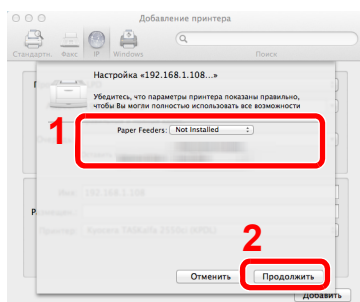 Добавление принтера
Стандартн. Факс IP Windows Поиск
Настройка «192.168.1.108...»
Убедитесь, что параметры принтера показаны правильно,
чтобы Вы могли полностью использовать все возможности
1
Paper Feeders: Not Installed
Имя: 192.168.1.108
2
Отменить Продолжить
Добавить